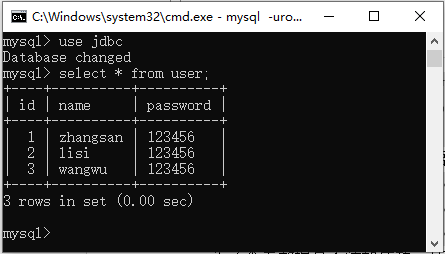 C:\Windows\system32\cmd.exe - mysql -uro...
mysql> use jdbc
Database changed
mysql> select * from user;
+----+----------+----------+
| id | name     | password |
+----+----------+----------+
|  1 | zhangsan | 123456   |
|  2 | lisi     | 123456   |
|  3 | wangwu   | 123456   |
+----+----------+----------+
3 rows in set (0.00 sec)
mysql>